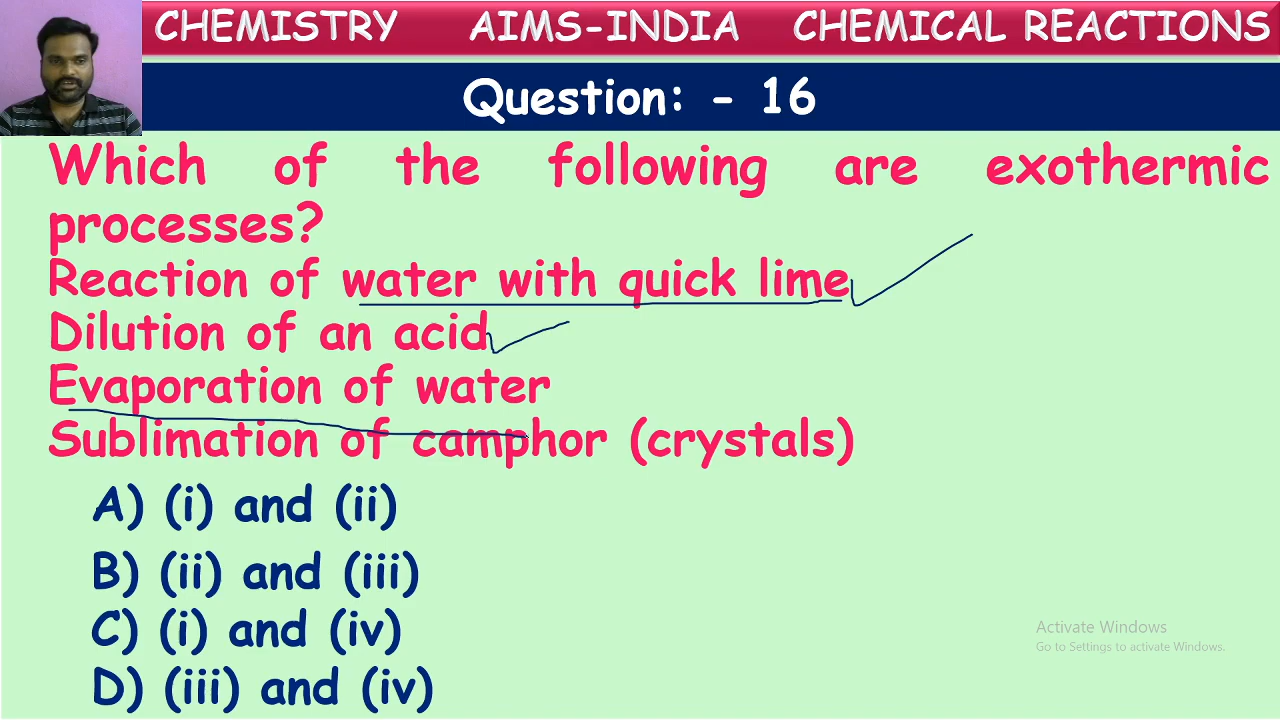 CHEMISTRY AIMS-INDIA CHEMICAL REACTIONS
Question: - 16
Which of the following are exothermic
processes?
Reaction of water with quick lime
Dilution of an acid
Evaporation of water
Sublimation of camphor (crystals)
A) (i) and (ii)
B) (ii) and (iii)
C) (i) and (iv)
D) (iii) and (iv)
Activate Windows
Go to Settings to activate Windows.